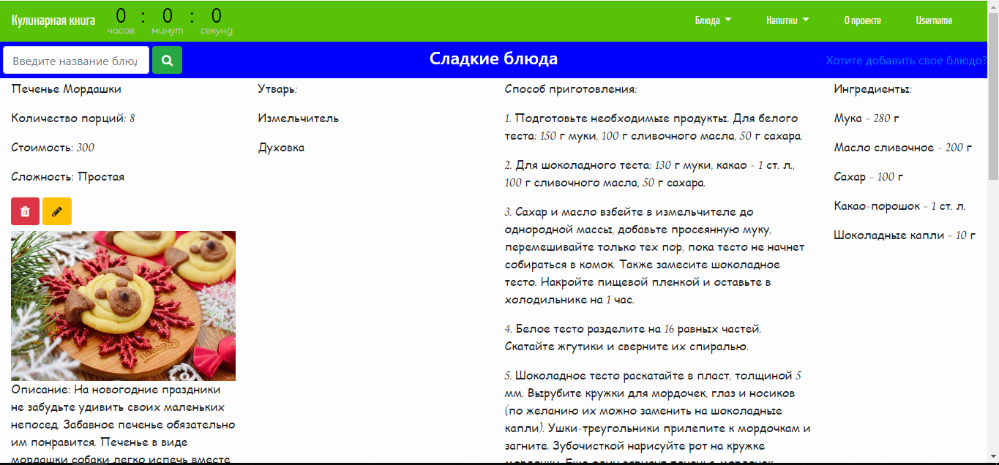 Кулинарная книга
0 : 0 : 0
часов минут секунд
Блюда
Напитки
О проекте
Username
Введите название блюд
Сладкие блюда
Хотите добавить свое блюдо?
Печенье Мордашки
Количество порций: 8
Стоимость: 300
Сложность: Простая
Описание: На новогодние праздники
не забудьте удивить своих маленьких
непосед. Забавное печенье обязательно
им понравится. Печенье в виде
мордашки собаки легко испечь вместе
Утварь:
Измельчитель
Духовка
Способ приготовления:
1. Подготовьте необходимые продукты. Для белого
теста: 150 г муки, 100 г сливочного масла, 50 г сахара.
2. Для шоколадного теста: 130 г муки, какао - 1 ст. л.,
100 г сливочного масла, 50 г сахара.
3. Сахар и масло взбейте в измельчителе до
однородной массы, добавьте просеянную муку,
перемешивайте только тех пор, пока тесто не начнет
собираться в комок. Также замесите шоколадное
тесто. Накройте пищевой пленкой и оставьте в
холодильнике на 1 час.
4. Белое тесто разделите на 16 равных частей.
Скатайте жгутики и сверните их спиралью.
5. Шоколадное тесто раскатайте в пласт, толщиной 5
мм. Вырубите кружки для мордочек, глаз и носиков
(по желанию их можно заменить на шоколадные
капли). Ушки-треугольники прилепите к мордочкам и
загните. Зубочисткой нарисуйте рот на кружке
мордочки. Еще один вариант печенье-мордочек
Ингредиенты:
Мука - 280 г
Масло сливочное - 200 г
Сахар - 100 г
Какао-порошок - 1 ст. л.
Шоколадные капли - 10 г